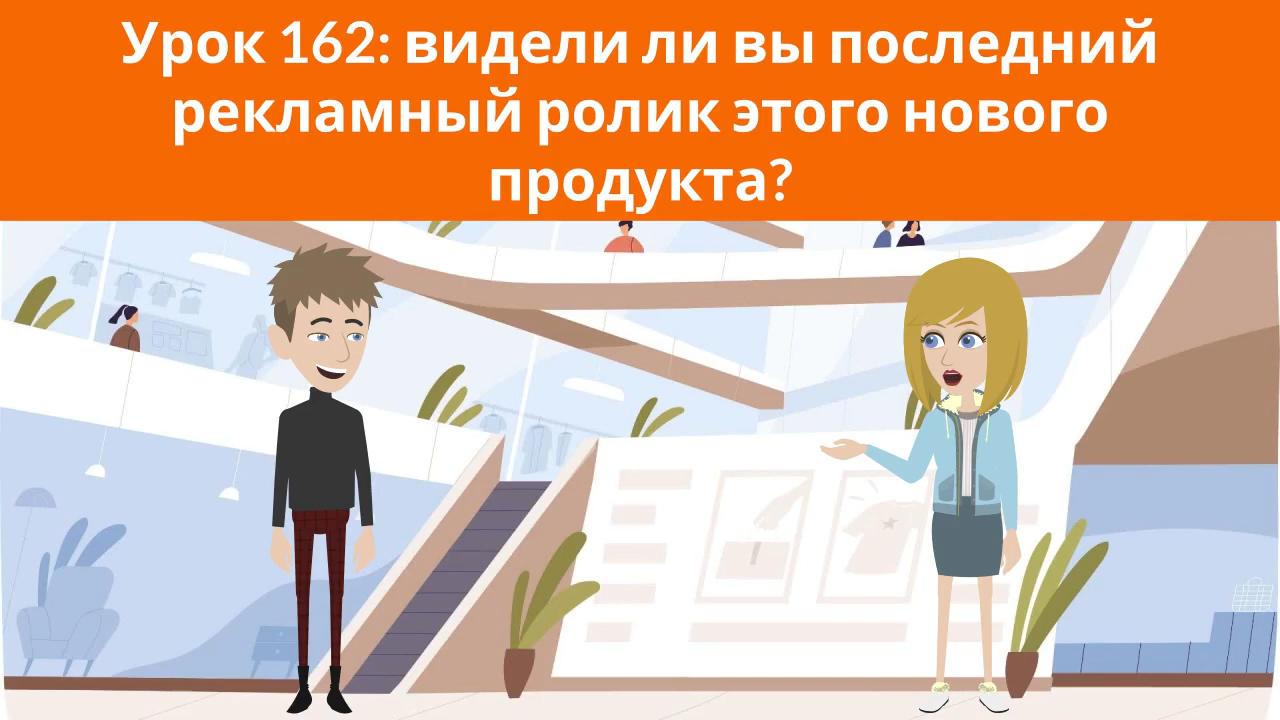 Урок 162: видели ли вы последний
рекламный ролик этого нового
продукта?